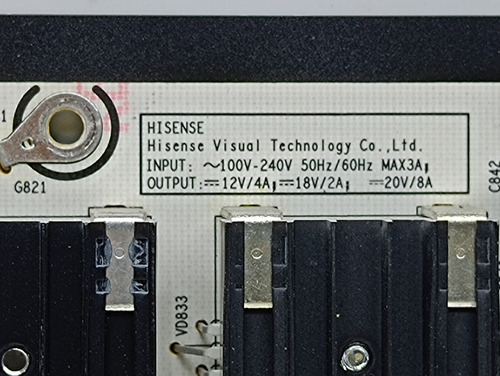 HISENSE
Hisense Visual Technology Co.,Ltd.
INPUT: ～100V-240V 50Hz/60Hz MAX3A;
OUTPUT:⎓12V/4A;⎓18V/2A; ⎓20V/8A
G821
C842
VD833